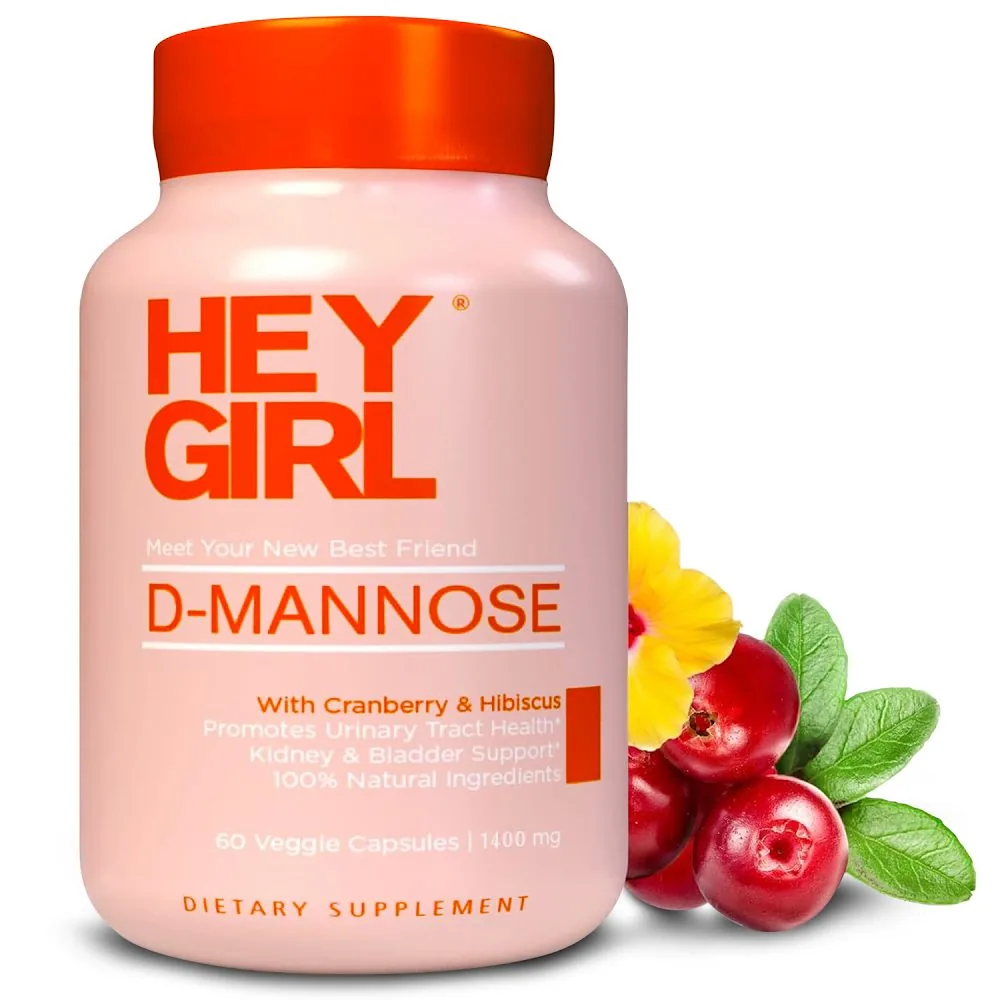 HEY ®
GIRL
Meet Your New Best Friend
D-MANNOSE
With Cranberry & Hibiscus
Promotes Urinary Tract Health*
Kidney & Bladder Support*
100% Natural Ingredients
60 Veggie Capsules | 1400 mg
DIETARY SUPPLEMENT